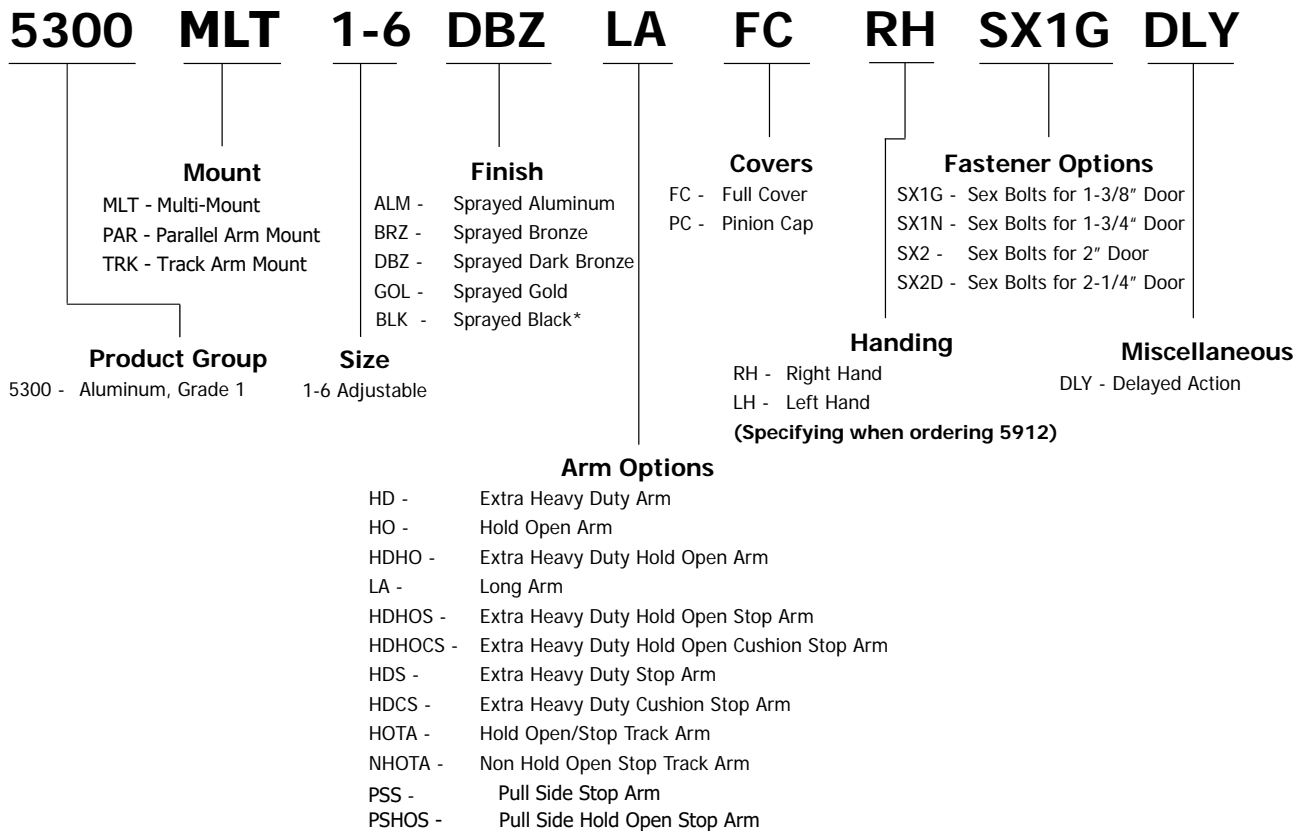 5300 MLT 1-6 DBZ LA FC RH SX1G DLY
Mount
MLT - Multi-Mount
PAR - Parallel Arm Mount
TRK - Track Arm Mount
Finish
ALM - Sprayed Aluminum
BRZ - Sprayed Bronze
DBZ - Sprayed Dark Bronze
GOL - Sprayed Gold
BLK - Sprayed Black*
Covers
FC - Full Cover
PC - Pinion Cap
Fastener Options
SX1G - Sex Bolts for 1-3/8" Door
SX1N - Sex Bolts for 1-3/4" Door
SX2 - Sex Bolts for 2" Door
SX2D - Sex Bolts for 2-1/4" Door
Product Group
5300 - Aluminum, Grade 1
Size
1-6 Adjustable
Handing
RH - Right Hand
LH - Left Hand
(Specifying when ordering 5912)
Miscellaneous
DLY - Delayed Action
Arm Options
HD - Extra Heavy Duty Arm
HO - Hold Open Arm
HDHO - Extra Heavy Duty Hold Open Arm
LA - Long Arm
HDHOS - Extra Heavy Duty Hold Open Stop Arm
HDHOCS - Extra Heavy Duty Hold Open Cushion Stop Arm
HDS - Extra Heavy Duty Stop Arm
HDCS - Extra Heavy Duty Cushion Stop Arm
HOTA - Hold Open/Stop Track Arm
NHOTA - Non Hold Open Stop Track Arm
PSS - Pull Side Stop Arm
PSHOS - Pull Side Hold Open Stop Arm